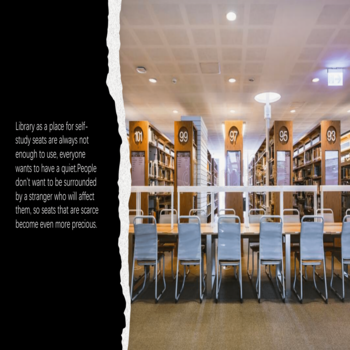 Library as a place for self-
study seats are always not
enough to use, everyone
wants to have a quiet.People
don't want to be surrounded
by a stranger who will affect
them, so seats that are scarce
become even more precious.
101
99
97
95
93